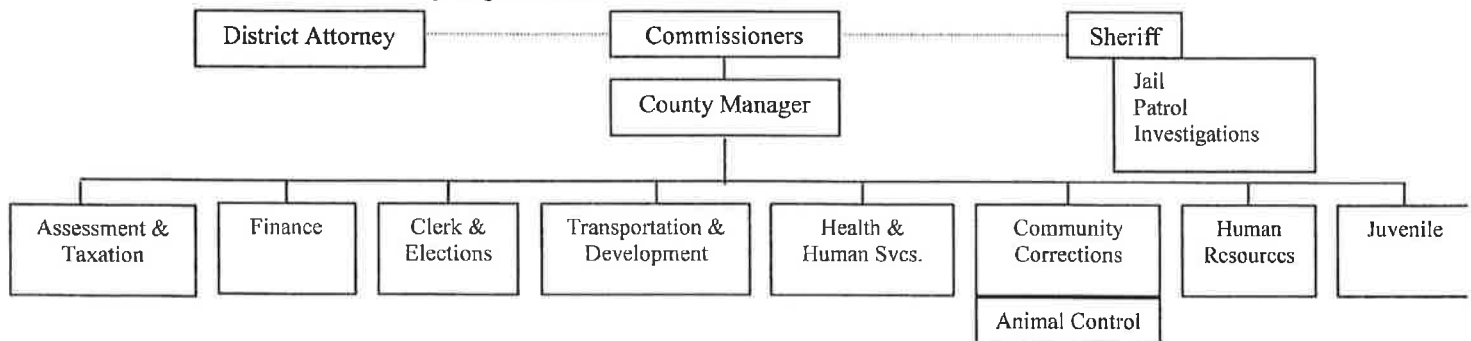 District Attorney
Commissioners
Sheriff
Jail
Patrol
Investigations
County Manager
Assessment &
Taxation
Finance
Clerk &
Elections
Transportation &
Development
Health &
Human Svcs.
Community
Corrections
Human
Resources
Juvenile
Animal Control